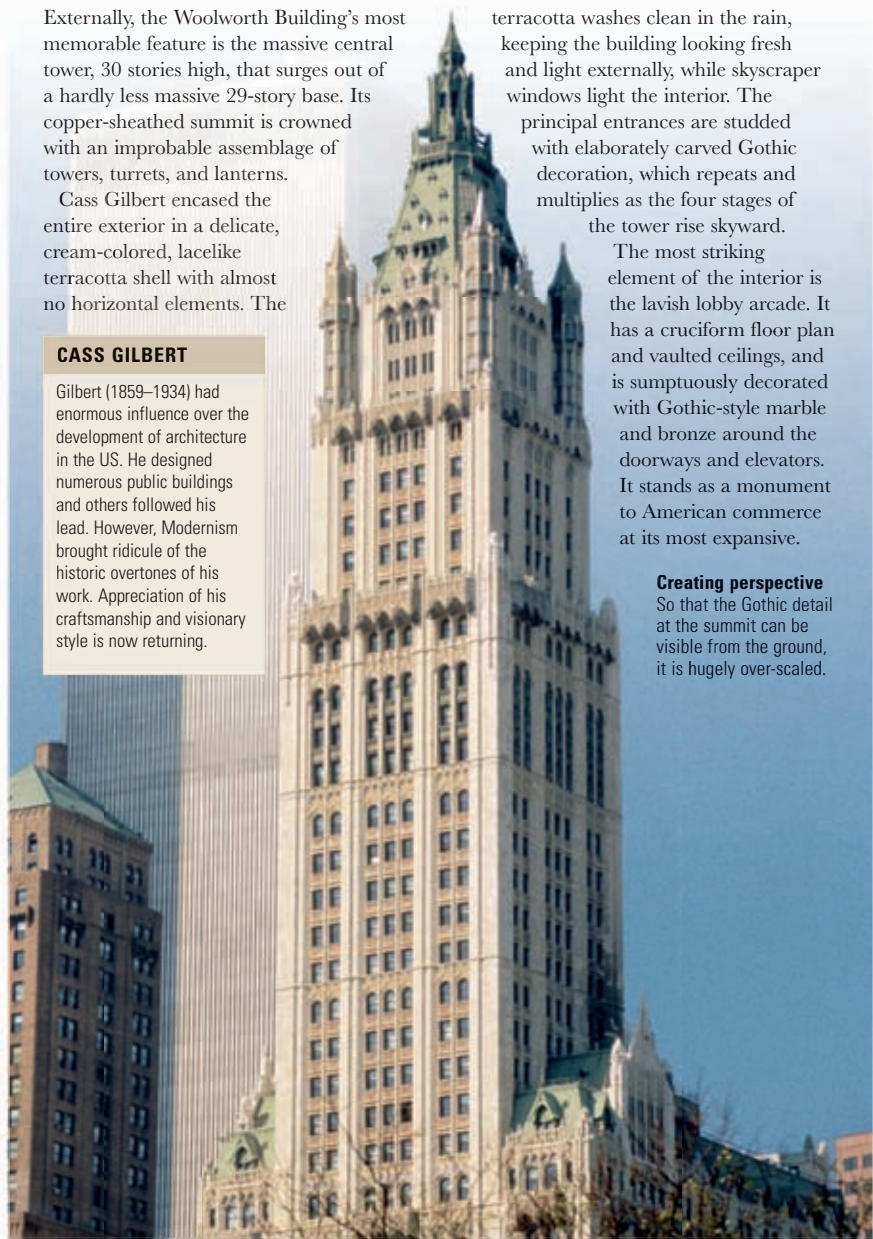 Externally, the Woolworth Building’s most
memorable feature is the massive central
tower, 30 stories high, that surges out of
a hardly less massive 29-story base. Its
copper-sheathed summit is crowned
with an improbable assemblage of
towers, turrets, and lanterns.
Cass Gilbert encased the
entire exterior in a delicate,
cream-colored, lacelike
terracotta shell with almost
no horizontal elements. The
terracotta washes clean in the rain,
keeping the building looking fresh
and light externally, while skyscraper
windows light the interior. The
principal entrances are studded
with elaborately carved Gothic
decoration, which repeats and
multiplies as the four stages of
the tower rise skyward.
The most striking
element of the interior is
the lavish lobby arcade. It
has a cruciform floor plan
and vaulted ceilings, and
is sumptuously decorated
with Gothic-style marble
and bronze around the
doorways and elevators.
It stands as a monument
to American commerce
at its most expansive.
CASS GILBERT
Gilbert (1859–1934) had
enormous influence over the
development of architecture
in the US. He designed
numerous public buildings
and others followed his
lead. However, Modernism
brought ridicule of the
historic overtones of his
work. Appreciation of his
craftsmanship and visionary
style is now returning.
Creating perspective
So that the Gothic detail
at the summit can be
visible from the ground,
it is hugely over-scaled.